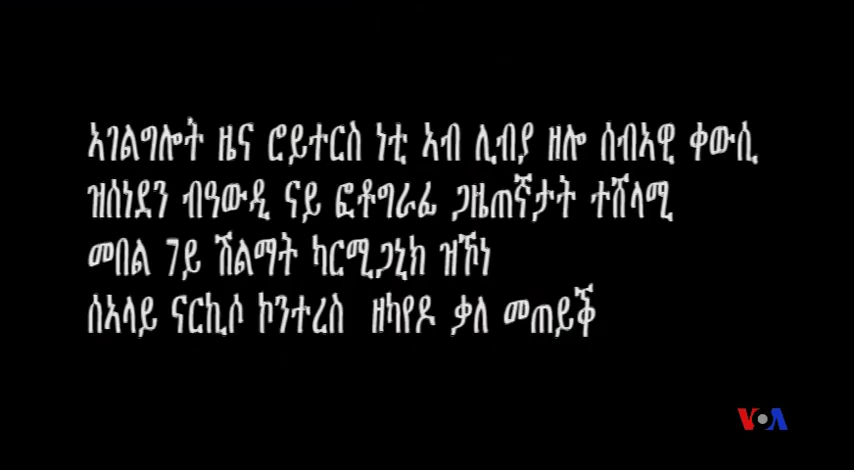 ኣገልግሎት ዜና ሮይተርስ ነቲ ኣብ ሊብያ ዘሎ ሰብኣዊ ቀውሲ
ዝሰነደን ብዓውዲ ናይ ፎቶግራፊ ጋዜጠኛታት ተሸላሚ
መበል 7ይ ሽልማት ካርሚጋኒክ ዝኾነ
ሰኣላይ ናርኪሶ ኮንተረስ ዘካየዶ ቃለ መጠይቕ
VOA